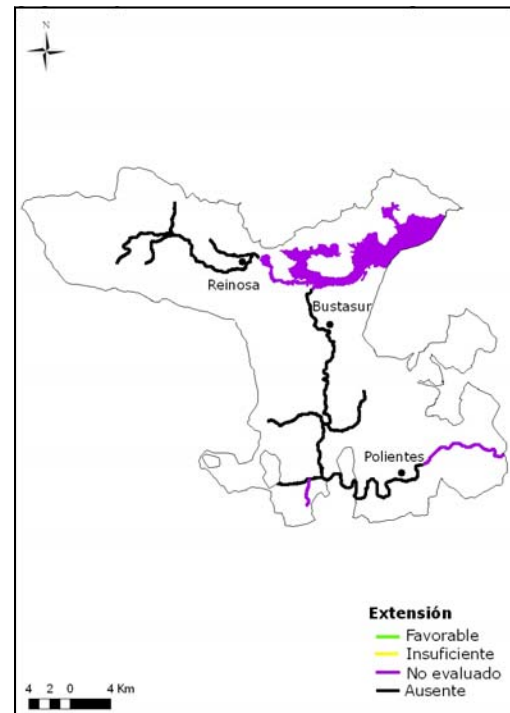 N
Reinosa
Bustasur
Polientes
Extensión
Favorable
Insuficiente
No evaluado
Ausente
4 2 0 4 Km